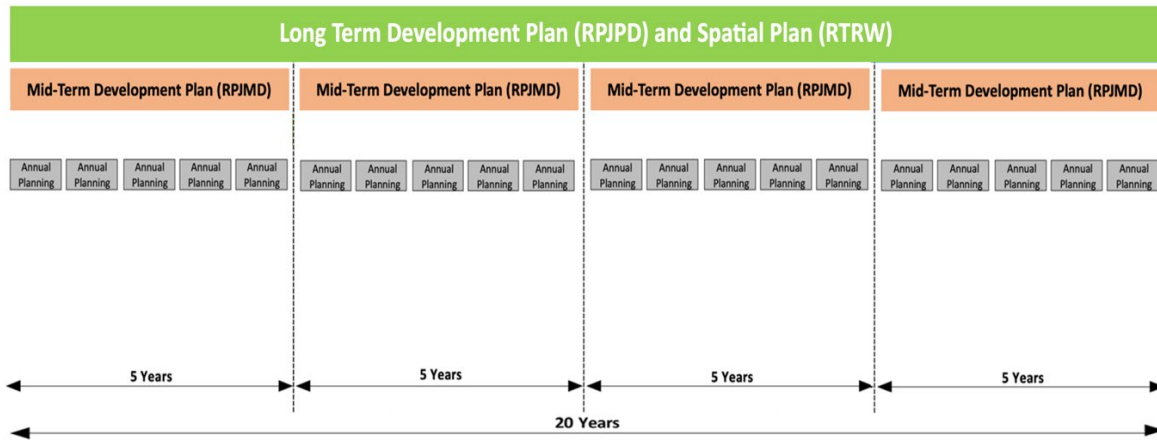 Long Term Development Plan (RPJPD) and Spatial Plan (RTRW)
Mid-Term Development Plan (RPJMD)
Mid-Term Development Plan (RPJMD)
Mid-Term Development Plan (RPJMD)
Mid-Term Development Plan (RPJMD)
Annual
Planning
Annual
Planning
Annual
Planning
Annual
Planning
Annual
Planning
Annual
Planning
Annual
Planning
Annual
Planning
Annual
Planning
Annual
Planning
Annual
Planning
Annual
Planning
Annual
Planning
Annual
Planning
Annual
Planning
Annual
Planning
Annual
Planning
Annual
Planning
Annual
Planning
Annual
Planning
5 Years
5 Years
5 Years
5 Years
20 Years